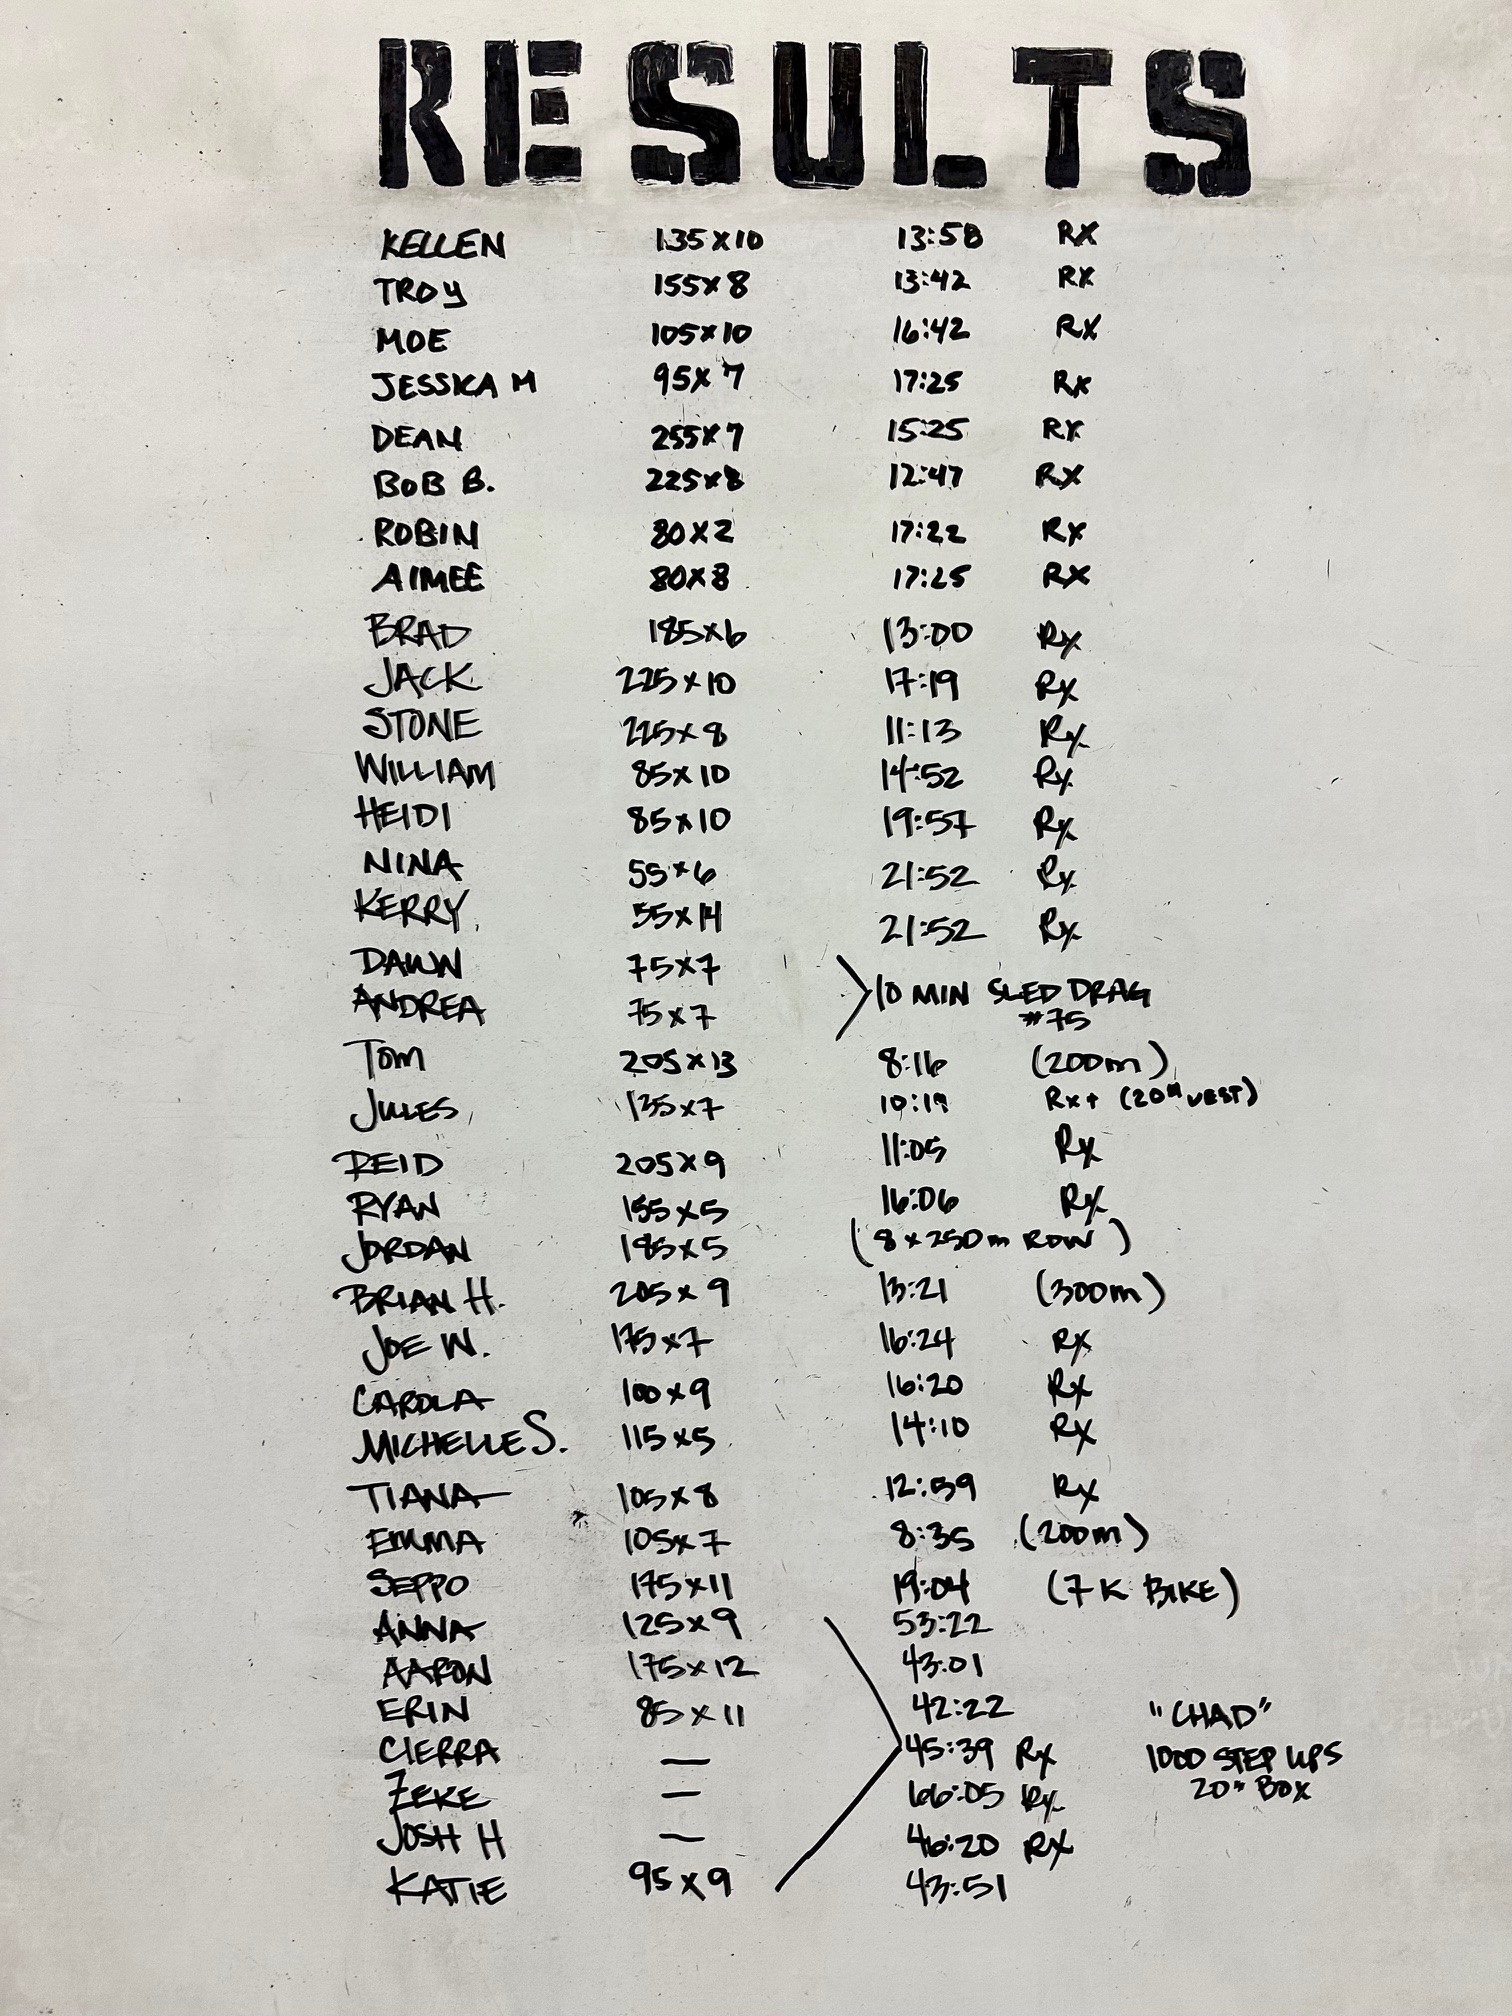 RESULTS
KELLEN 135x10 13:58 RX
TROY 155x8 13:42 RX
MOE 105x10 16:42 RX
JESSICA M 95x7 17:25 RX
DEAN 255x7 15:25 RX
BOB B. 225x8 12:47 RX
ROBIN 80x2 17:22 RX
AIMEE 80x8 17:25 RX
BRAD 185x6 13:00 Rx
JACK 225x10 17:19 Rx
STONE 225x8 11:13 Rx
WILLIAM 85x10 14:52 Rx
HEIDI 85x10 19:57 Rx
NINA 55x6 21:52 Rx
KERRY 55x14 21:52 Rx
DAWN 75x7
10 MIN SLED DRAG
ANDREA 75x7
#75
Tom 205x13 8:16 (200m)
JULES 135x7 10:19 Rx+ (20# VEST)
REID 205x9 11:05 Rx
RYAN 155x5 16:06 Rx
JORDAN 185x5 (8x250m ROW)
BRIAN H. 205x9 13:21 (300m)
JOE W. 175x7 16:24 Rx
CAROLA 100x9 16:20 Rx
MICHELLE S. 115x5 14:10 Rx
TIANA 105x8 12:59 Rx
EMMA 105x7 8:35 (200m)
SEPPO 175x11 19:04 (7K BIKE)
ANNA 125x9 53:22
AARON 175x12 43:01
ERIN 85x11 42:22 "CHAD"
CIERRA — 45:39 Rx 1000 STEP UPS
ZEKE — 66:05 Rx 20" BOX
JOSH H — 46:20 RX
KATIE 95x9 43:51